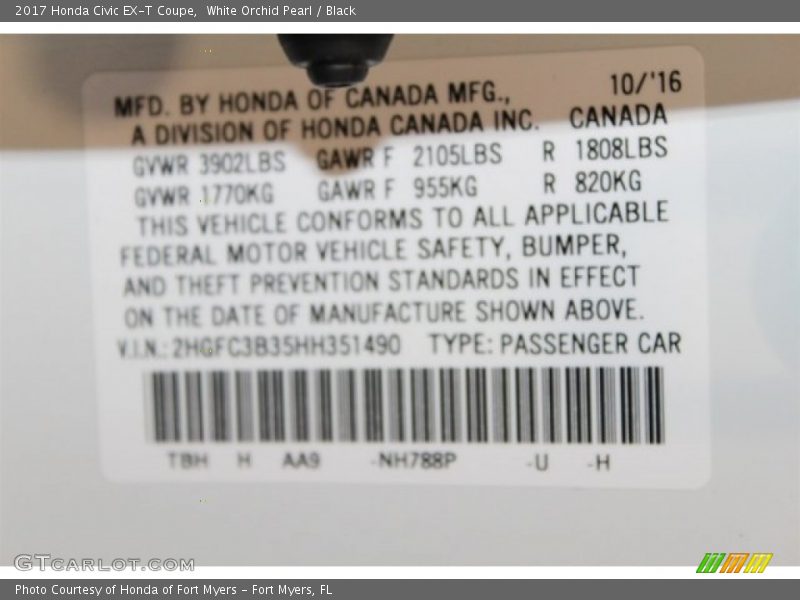 2017 Honda Civic EX-T Coupe,  White Orchid Pearl / Black
MFD. BY HONDA OF CANADA MFG., 10/'16
A DIVISION OF HONDA CANADA INC. CANADA
GVWR 3902LBS GAWR F 2105LBS R 1808LBS
GVWR 1770KG GAWR F 955KG R 820KG
THIS VEHICLE CONFORMS TO ALL APPLICABLE
FEDERAL MOTOR VEHICLE SAFETY, BUMPER,
AND THEFT PREVENTION STANDARDS IN EFFECT
ON THE DATE OF MANUFACTURE SHOWN ABOVE.
V.I.N.: 2HGFC3B35HH351490 TYPE: PASSENGER CAR
TBH H AA9 -NH788P -U -H
GTCARLOT.COM
Photo Courtesy of Honda of Fort Myers - Fort Myers, FL